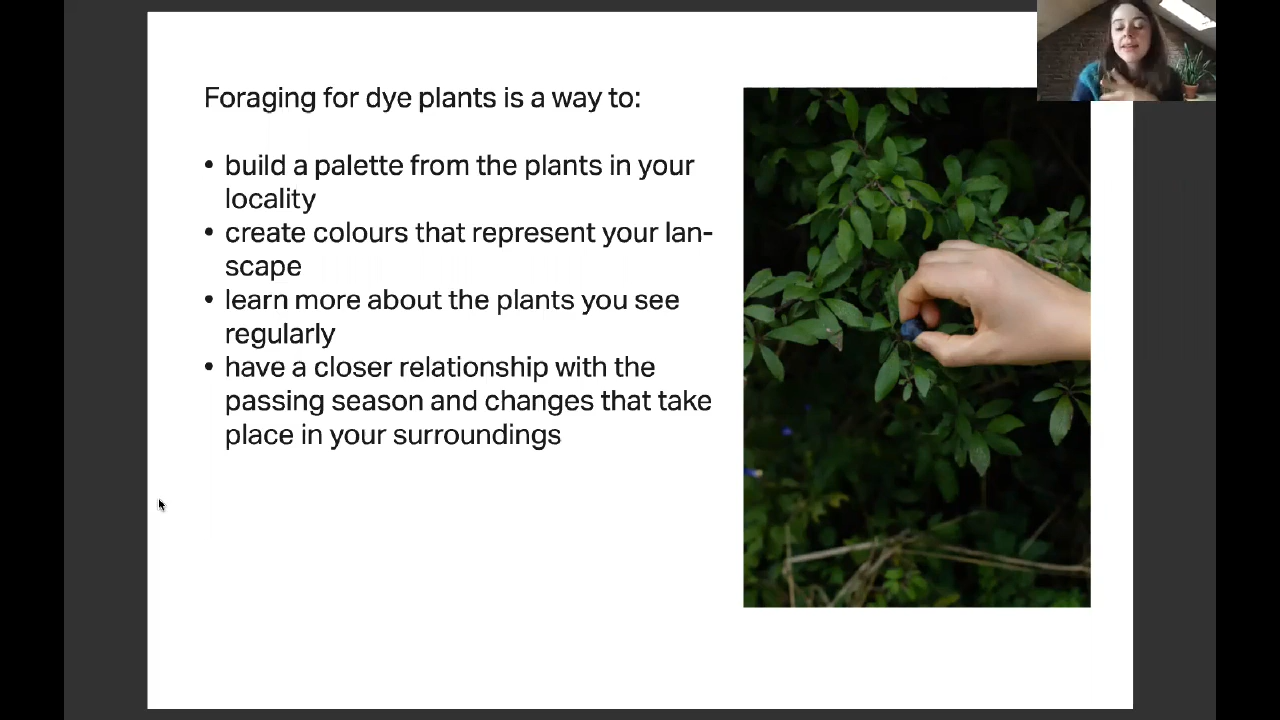 Foraging for dye plants is a way to:
• build a palette from the plants in your
locality
• create colours that represent your lan-
scape
• learn more about the plants you see
regularly
• have a closer relationship with the
passing season and changes that take
place in your surroundings